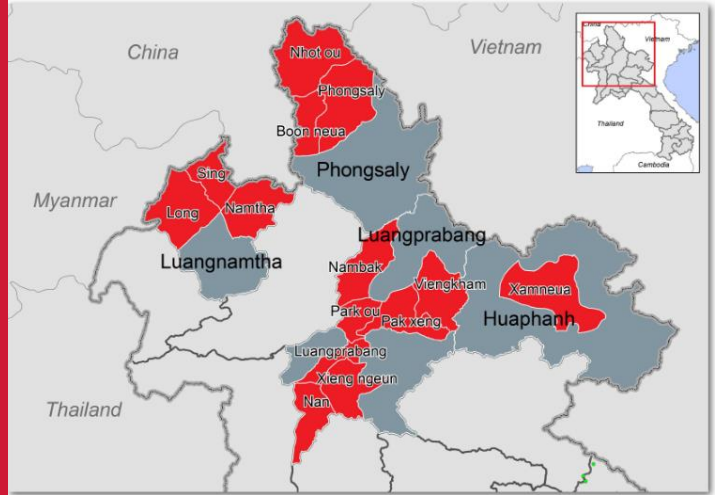 China
Vietnam
Nhot ou
Phongsaly
Boon neua
Phongsaly
Sing
Myanmar
Long
Namtha
Luangprabang
Luangnamtha
Nambak
Viengkham
Xamneua
Park ou
Pak xeng
Huaphanh
Luangprabang
Xieng ngeun
Nan
Thailand
China
Vietnam
Thailand
Cambodia